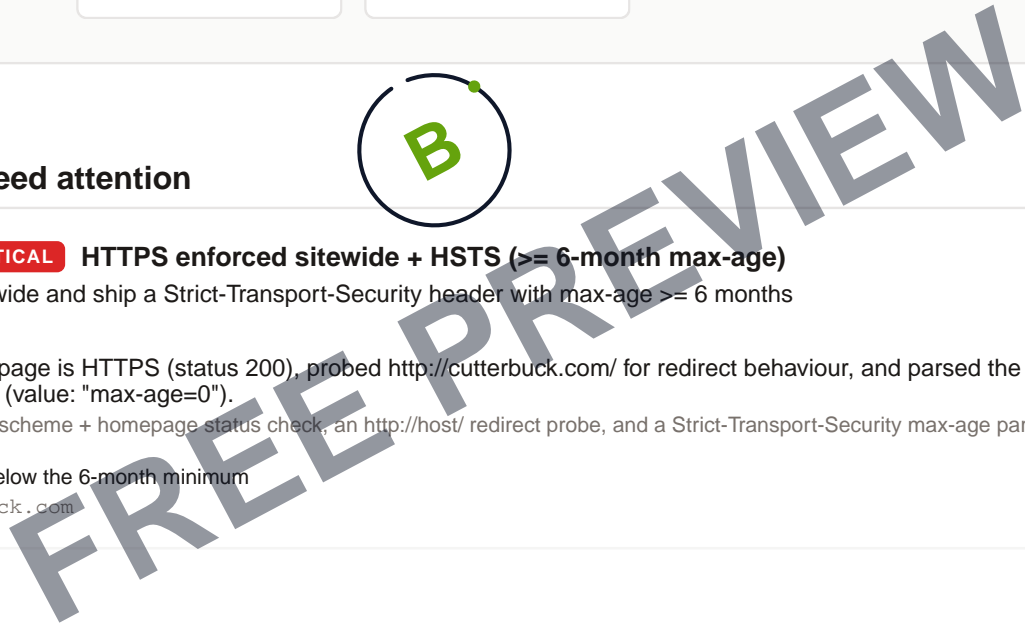 B
eed attention
TICAL HTTPS enforced sitewide + HSTS (>= 6-month max-age)
wide and ship a Strict-Transport-Security header with max-age >= 6 months
page is HTTPS (status 200), probed http://cutterbuck.com/ for redirect behaviour, and parsed the
(value: "max-age=0").
scheme + homepage status check, an http://host/ redirect probe, and a Strict-Transport-Security max-age par
elow the 6-month minimum
ck.com
FREE PREVIEW